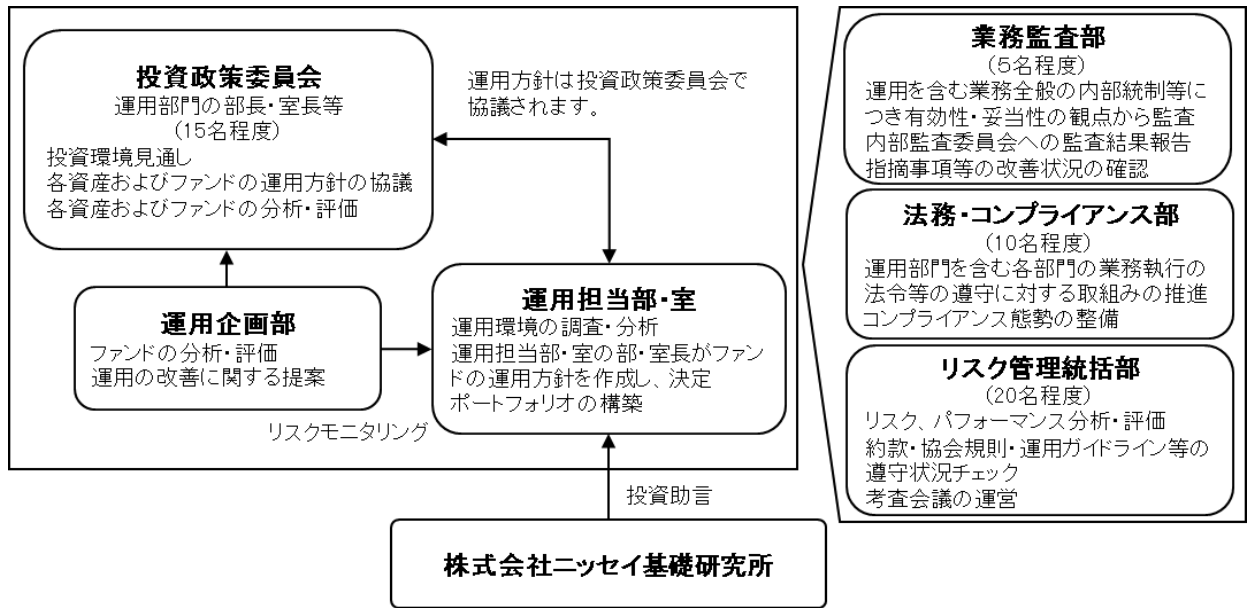 投資政策委員会
運用部門の部長・室長等
(15名程度)
投資環境見通し
各資産およびファンドの運用方針の協議
各資産およびファンドの分析・評価
運用方針は投資政策委員会で
協議されます。
運用企画部
ファンドの分析・評価
運用の改善に関する提案
リスクモニタリング
運用担当部・室
運用環境の調査・分析
運用担当部・室の部・室長がファン
ドの運用方針を作成し、決定
ポートフォリオの構築
投資助言
株式会社ニッセイ基礎研究所
業務監査部
(5名程度)
運用を含む業務全般の内部統制等に
つき有効性・妥当性の観点から監査
内部監査委員会への監査結果報告
指摘事項等の改善状況の確認
法務・コンプライアンス部
(10名程度)
運用部門を含む各部門の業務執行の
法令等の遵守に対する取組みの推進
コンプライアンス態勢の整備
リスク管理統括部
(20名程度)
リスク、パフォーマンス分析・評価
約款・協会規則・運用ガイドライン等の
遵守状況チェック
考査会議の運営